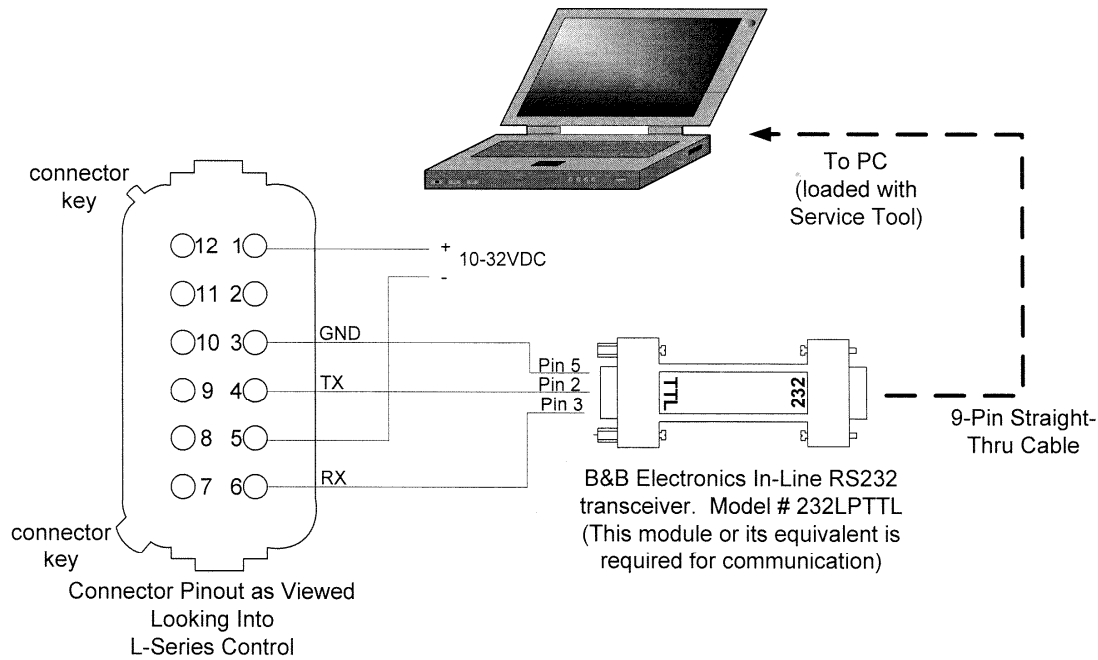 connector
key
To PC
(loaded with
Service Tool)
12 1
+
10-32VDC
-
11 2
10 3
GND
Pin 5
9 4
TX
Pin 2
Pin 3
TTL
232
8 5
9-Pin Straight-
Thru Cable
7 6
RX
B&B Electronics In-Line RS232
transceiver. Model # 232LPTTL
(This module or its equivalent is
required for communication)
connector
key
Connector Pinout as Viewed
Looking Into
L-Series Control